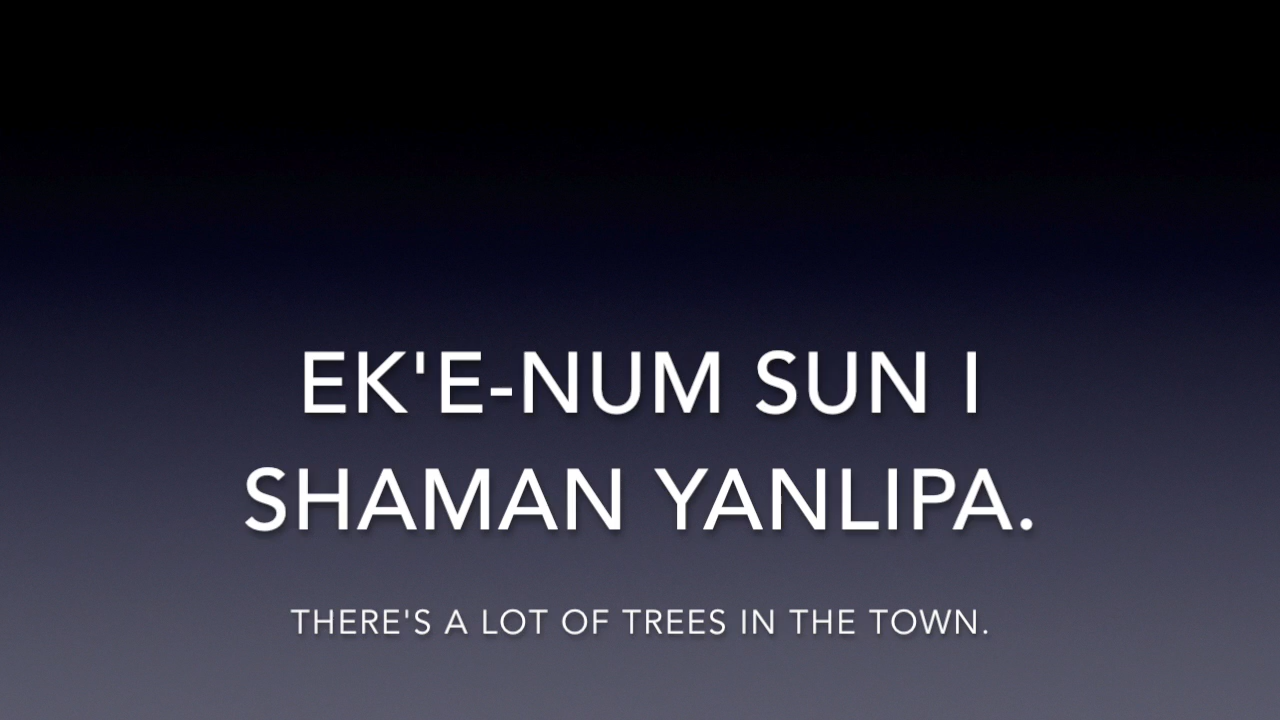 EK'E-NUM SUN I
SHAMAN YANLIPA.
THERE'S A LOT OF TREES IN THE TOWN.